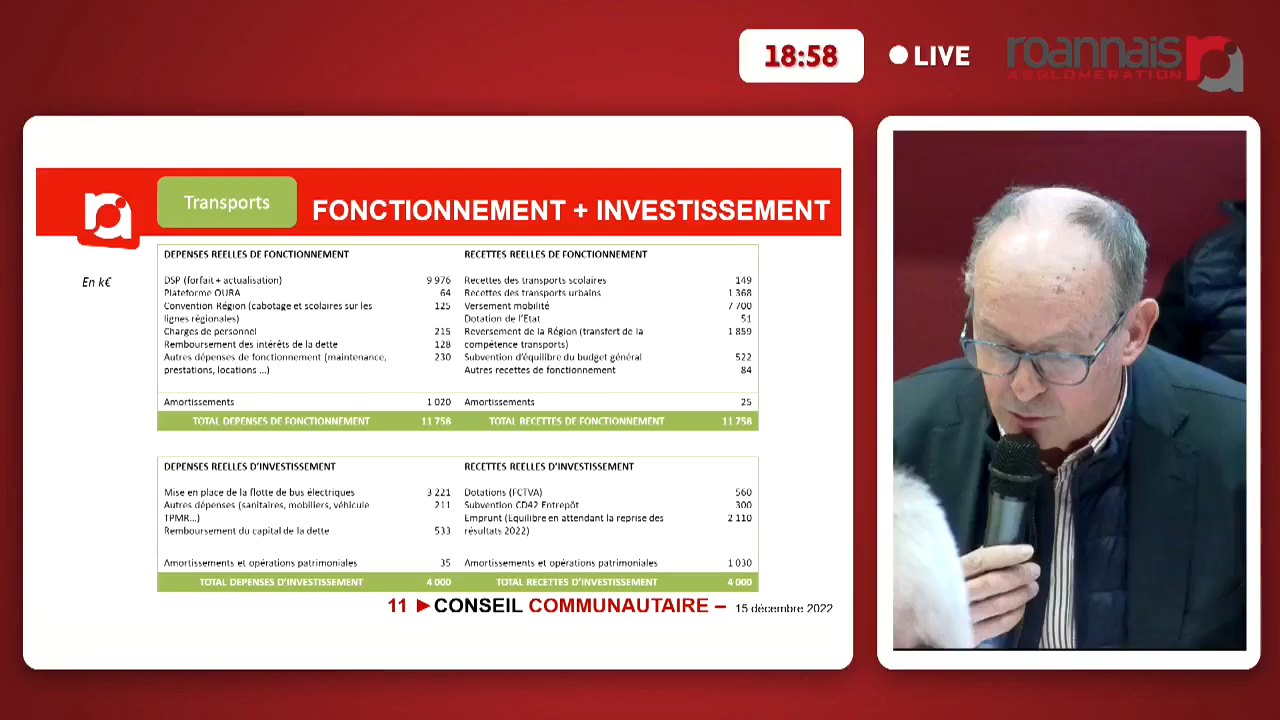 18:58
LIVE
roannais
AGGLOMERATION
Transports
FONCTIONNEMENT + INVESTISSEMENT
En k€
DEPENSES REELLES DE FONCTIONNEMENT
DSP (forfait + actualisation) 9 976
Plateforme OURA 64
Convention Région (cabotage et scolaires sur les 125
lignes régionales)
Charges de personnel 215
Remboursement des intérêts de la dette 128
Autres dépenses de fonctionnement (maintenance, 230
prestations, locations ...)
Amortissements 1 020
TOTAL DEPENSES DE FONCTIONNEMENT 11 758
RECETTES REELLES DE FONCTIONNEMENT
Recettes des transports scolaires 149
Recettes des transports urbains 1 368
Versement mobilité 7 700
Dotation de l'Etat 51
Reversement de la Région (transfert de la 1 859
compétence transports)
Subvention d'équilibre du budget général 522
Autres recettes de fonctionnement 84
Amortissements 25
TOTAL RECETTES DE FONCTIONNEMENT 11 758
DEPENSES REELLES D'INVESTISSEMENT
Mise en place de la flotte de bus électriques 3 221
Autres dépenses (sanitaires, mobiliers, véhicule 211
TPMR...)
Remboursement du capital de la dette 533
Amortissements et opérations patrimoniales 35
TOTAL DEPENSES D'INVESTISSEMENT 4 000
RECETTES REELLES D'INVESTISSEMENT
Dotations (FCTVA) 560
Subvention CD42 Entrepôt 300
Emprunt (Equilibre en attendant la reprise des 2 110
résultats 2022)
Amortissements et opérations patrimoniales 1 030
TOTAL RECETTES D'INVESTISSEMENT 4 000
11 ►CONSEIL COMMUNAUTAIRE – 15 décembre 2022